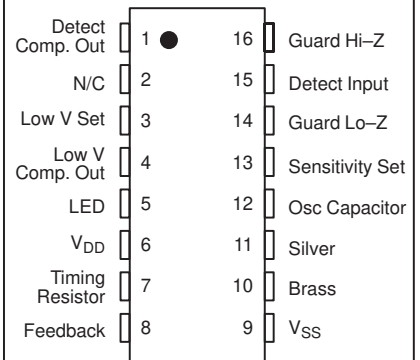 Detect
Comp. Out 1 16 Guard Hi–Z
N/C 2 15 Detect Input
Low V Set 3 14 Guard Lo–Z
Low V
Comp. Out 4 13 Sensitivity Set
LED 5 12 Osc Capacitor
VDD 6 11 Silver
Timing
Resistor 7 10 Brass
Feedback 8 9 VSS